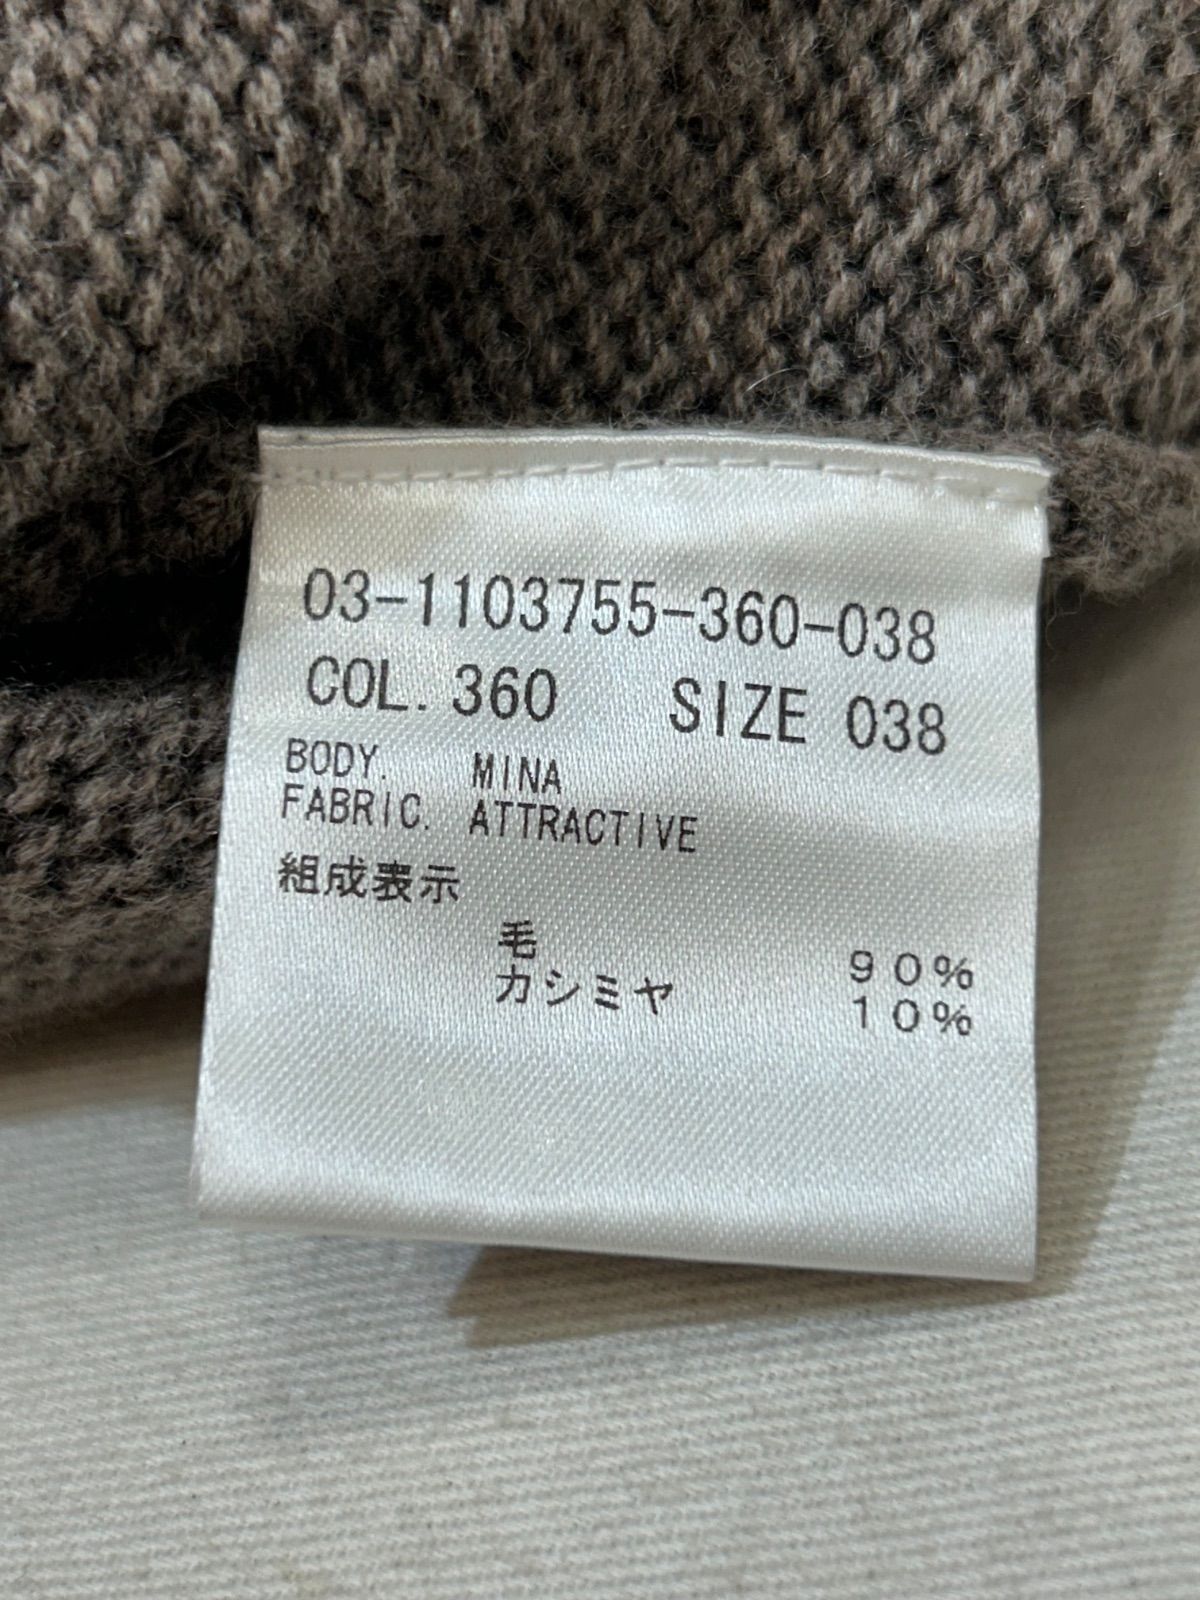 03-1103755-360-038
COL. 360 SIZE 038
BODY. MINA
FABRIC. ATTRACTIVE
組成表示
毛 90%
カシミヤ 10%